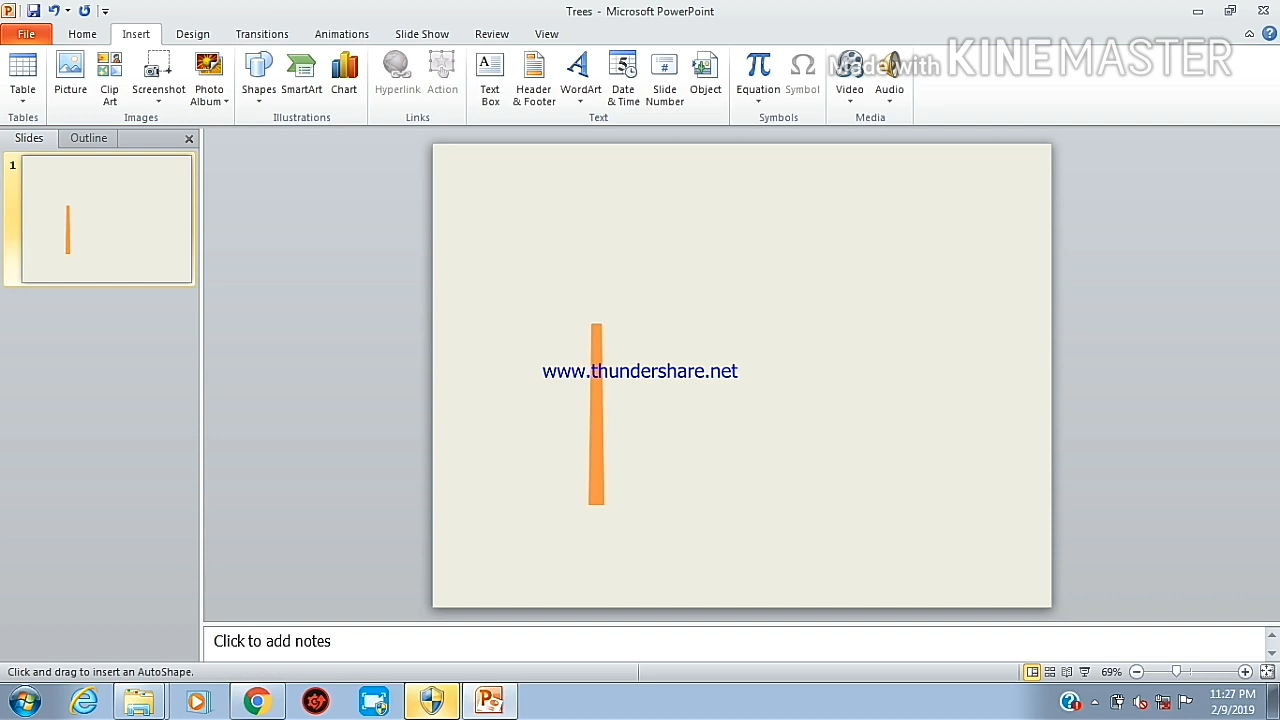 Trees - Microsoft PowerPoint
File Home Insert Design Transitions Animations Slide Show Review View
Made with KINEMASTER
Table Picture Clip Art Screenshot Photo Album Shapes SmartArt Chart Hyperlink Action Text Box Header & Footer WordArt Date & Time Slide Number Object Equation Symbol Video Audio
Tables Images Illustrations Links Text Symbols Media
Slides Outline
1
www.thundershare.net
Click to add notes
Click and drag to insert an AutoShape. 69%
11:27 PM
2/9/2019